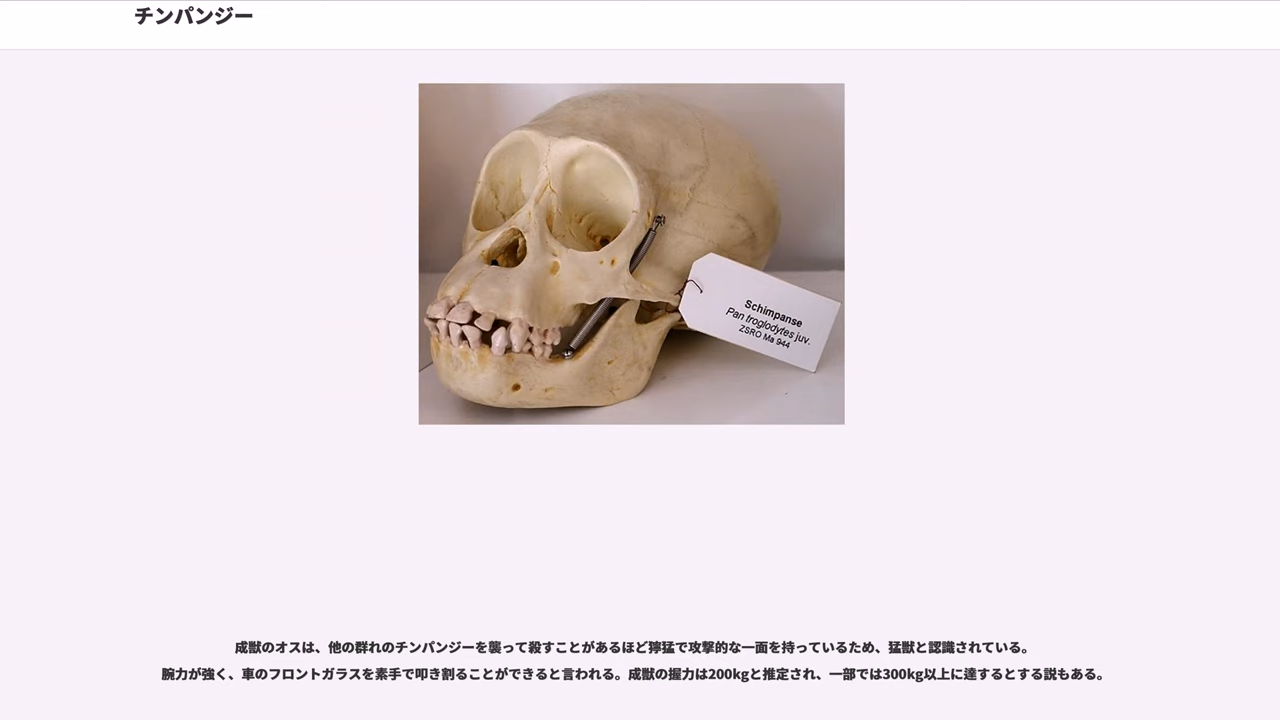 チンパンジー
Schimpanse
Pan troglodytes juv.
ZSRO Ma 944
成獣のオスは、他の群れのチンパンジーを襲って殺すことがあるほど獰猛で攻撃的な一面を持っているため、猛獣と認識されている。
腕力が強く、車のフロントガラスを素手で叩き割ることができると言われる。成獣の握力は200kgと推定され、一部では300kg以上に達するとする説もある。